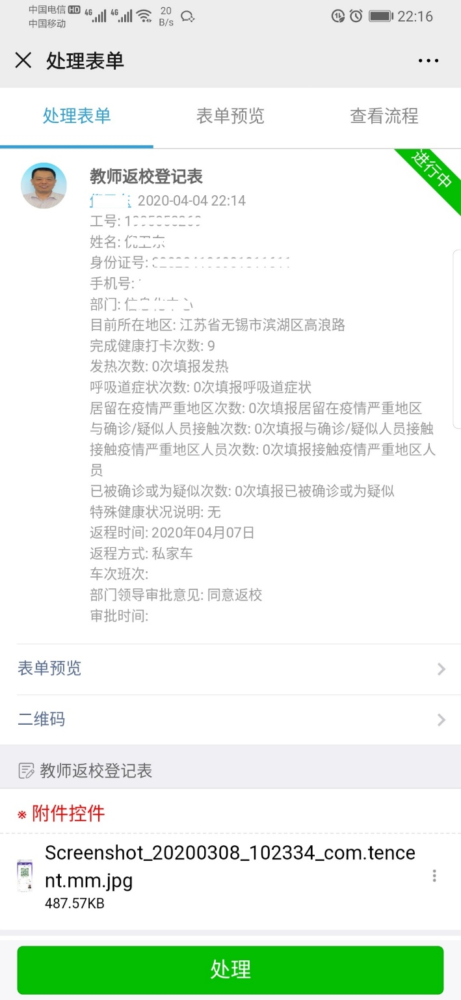 中国电信 HD 4G 4G 20 B/s 22:16
中国移动
处理表单
处理表单 表单预览 查看流程
进行中
教师返校登记表
2020-04-04 22:14
工号:
姓名:
身份证号:
手机号:
部门:
目前所在地区: 江苏省无锡市滨湖区高浪路
完成健康打卡次数: 9
发热次数: 0次填报发热
呼吸道症状次数: 0次填报呼吸道症状
居留在疫情严重地区次数: 0次填报居留在疫情严重地区
与确诊/疑似人员接触次数: 0次填报与确诊/疑似人员接触
接触疫情严重地区人员次数: 0次填报接触疫情严重地区人
员
已被确诊或为疑似次数: 0次填报已被确诊或为疑似
特殊健康状况说明: 无
返程时间: 2020年04月07日
返程方式: 私家车
车次班次:
部门领导审批意见: 同意返校
审批时间:
表单预览
二维码
教师返校登记表
※ 附件控件
Screenshot_20200308_102334_com.tence
nt.mm.jpg
487.57KB
处理